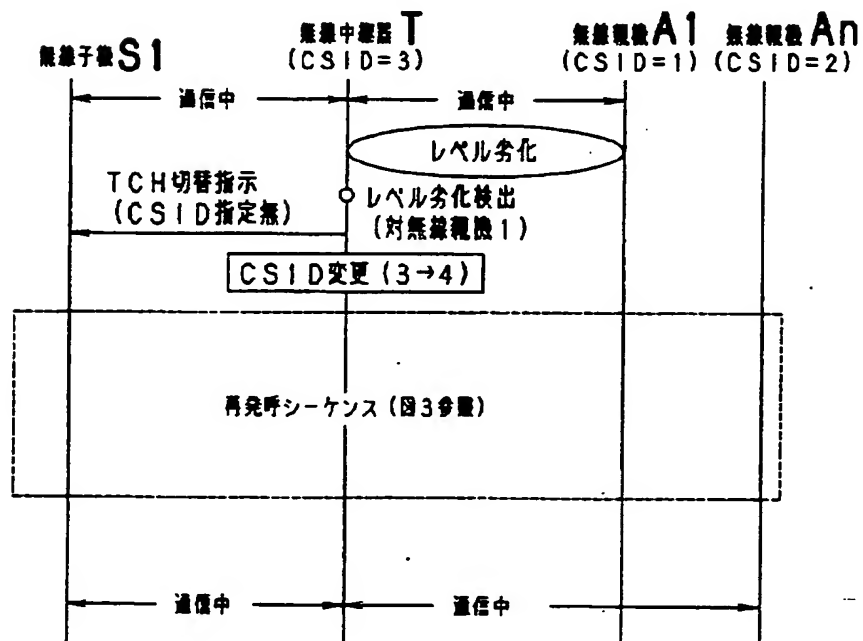 無線子機S1
無線中継器T
(CSID=3)
無線親機A1
(CSID=1)
無線親機An
(CSID=2)
通信中
通信中
レベル劣化
TCH切替指示
(CSID指定無)
レベル劣化検出
(対無線親機1)
CSID変更(3→4)
再発呼シーケンス(図3参照)
通信中
通信中